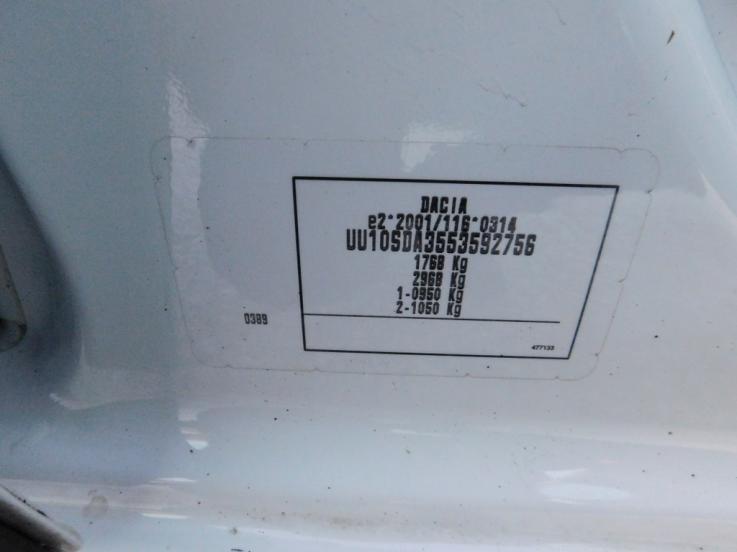 DACIA
e2*2001/116*0314
UU10SDA3553592756
1768 Kg
2968 Kg
1-0950 Kg
2-1050 Kg
0389
477133